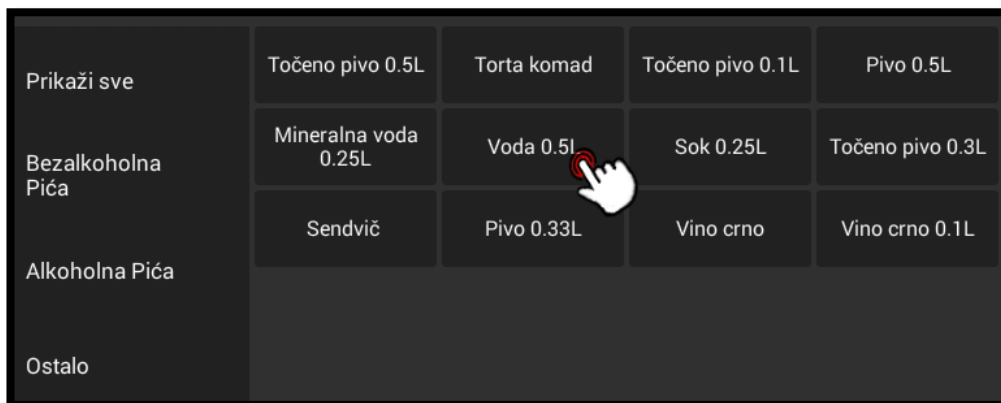 Prikaži sve
Bezalkoholna
Pića
Alkoholna Pića
Ostalo
Točeno pivo 0.5L
Torta komad
Točeno pivo 0.1L
Pivo 0.5L
Mineralna voda
0.25L
Voda 0.5L
Sok 0.25L
Točeno pivo 0.3L
Sendvič
Pivo 0.33L
Vino crno
Vino crno 0.1L